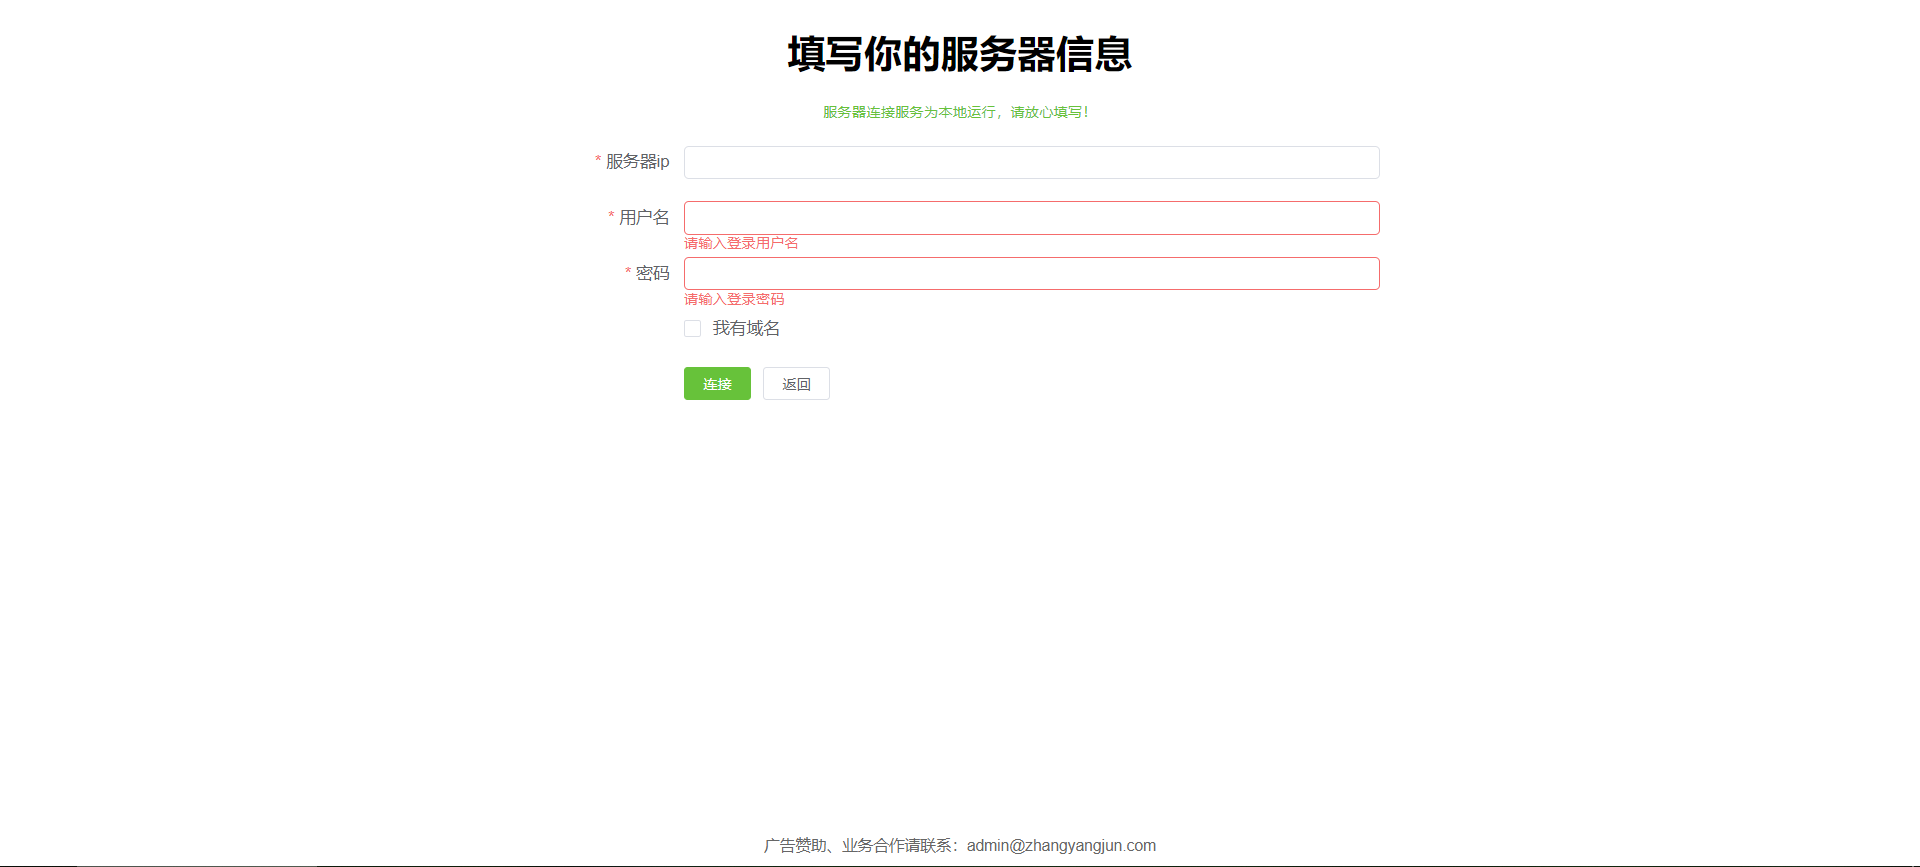 填写你的服务器信息
服务器连接服务为本地运行，请放心填写！
* 服务器ip
* 用户名
请输入登录用户名
* 密码
请输入登录密码
我有域名
连接 返回
广告赞助、业务合作请联系：admin@zhangyangjun.com